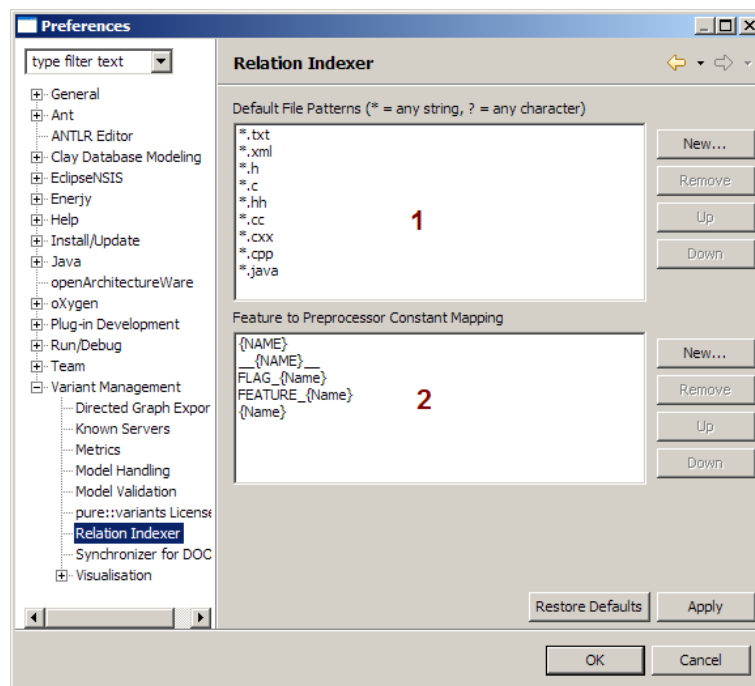 Preferences
type filter text
General
Ant
ANTLR Editor
Clay Database Modeling
EclipseNSIS
Enerjy
Help
Install/Update
Java
openArchitectureWare
oXygen
Plug-in Development
Run/Debug
Team
Variant Management
Directed Graph Expor
Known Servers
Metrics
Model Handling
Model Validation
pure::variants License
Relation Indexer
Synchronizer for DOO
Visualisation
Relation Indexer
Default File Patterns (* = any string, ? = any character)
*.txt
*.xml
*.h
*.c
*.hh
*.cc
*.cxx
*.cpp
*.java
1
New...
Remove
Up
Down
Feature to Preprocessor Constant Mapping
{NAME}
__{NAME}__
FLAG_{Name}
FEATURE_{Name}
{Name}
2
New...
Remove
Up
Down
Restore Defaults
Apply
OK
Cancel